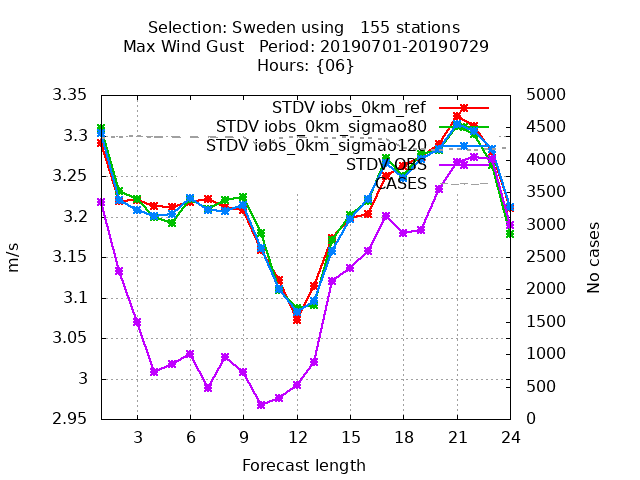 Selection: Sweden using   155 stations
Max Wind Gust   Period: 20190701-20190729
Hours: {06}
STDV iobs_0km_ref
STDV iobs_0km_sigmao80
STDV iobs_0km_sigmao120
STDV OBS
CASES
3.35
3.3
3.25
3.2
3.15
3.1
3.05
3
2.95
m/s
5000
4500
4000
3500
3000
2500
2000
1500
1000
500
0
No cases
3 6 9 12 15 18 21 24
Forecast length